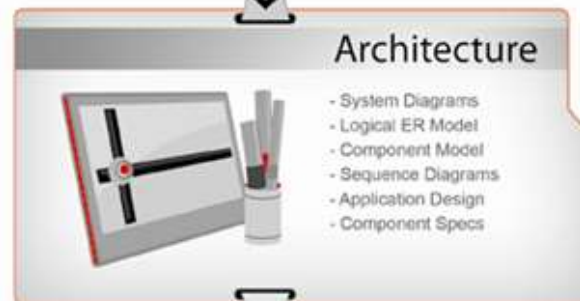 Architecture
- System Diagrams
- Logical ER Model
- Component Model
- Sequence Diagrams
- Application Design
- Component Specs